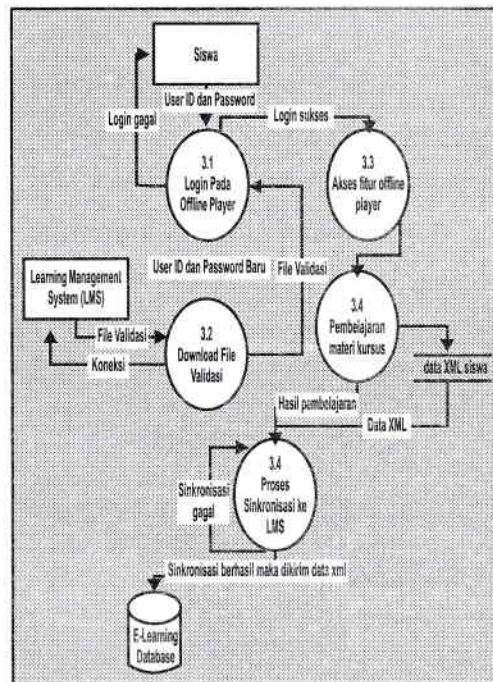 Siswa
User ID dan Password
Login gagal
Login sukses
3.1
Login Pada
Offline Player
3.3
Akses fitur offline
player
User ID dan Password Baru
File Validasi
Learning Management
System (LMS)
File Validasi
Koneksi
3.2
Download File
Validasi
3.4
Pembelajaran
materi kursus
data XML siswa
Hasil pembelajaran
Data XML
3.4
Proses
Sinkronisasi ke
LMS
Sinkronisasi
gagal
Sinkronisasi berhasil maka dikirim data xml
E-Learning
Database